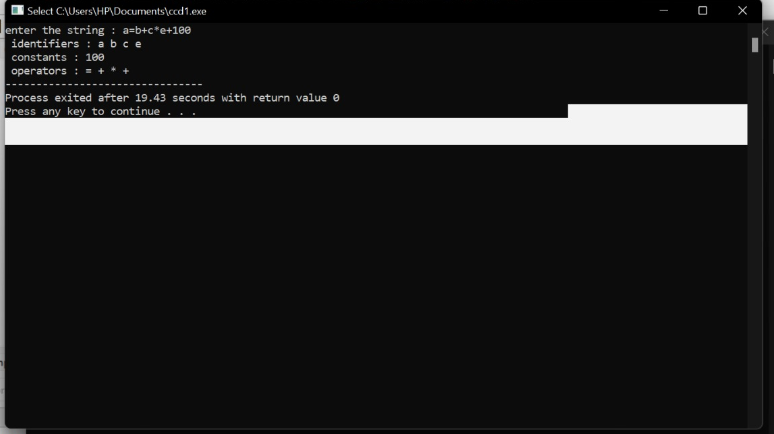 Select C:\Users\HP\Documents\ccd1.exe
enter the string : a=b+c*e+100
identifiers : a b c e
constants : 100
operators : = + * +
--------------------------------
Process exited after 19.43 seconds with return value 0
Press any key to continue . . .